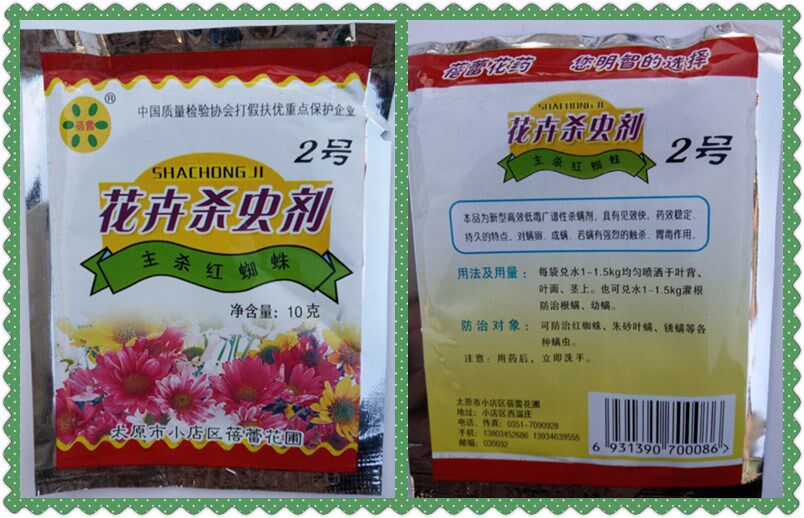 蓓蕾®
中国质量检验协会打假扶优重点保护企业
2号
SHACHONG JI
花卉杀虫剂
主杀红蜘蛛
净含量：10克
太原市小店区蓓蕾花圃
蓓蕾花药 您明智的选择
SHACHONG JI
花卉杀虫剂
2号
主杀红蜘蛛
本品为新型高效低毒广谱性杀螨剂，具有见效快、药效稳定、
持久的特点、对螨卵、成螨、若螨有强烈的触杀、胃毒作用。
用法及用量： 每袋兑水1-1.5kg均匀喷洒于叶背、
叶面、茎上。也可兑水1-1.5kg灌根
防治根螨、幼螨。
防治对象： 可防治红蜘蛛、朱砂叶螨、锈螨等各
种螨虫。
注意：用药后，立即洗手。
太原市小店区蓓蕾花圃
地址：小店区西温庄
电话、传真：0351-7090928
手机：13803452686 13934639555
邮编：030032
6 931390 700086